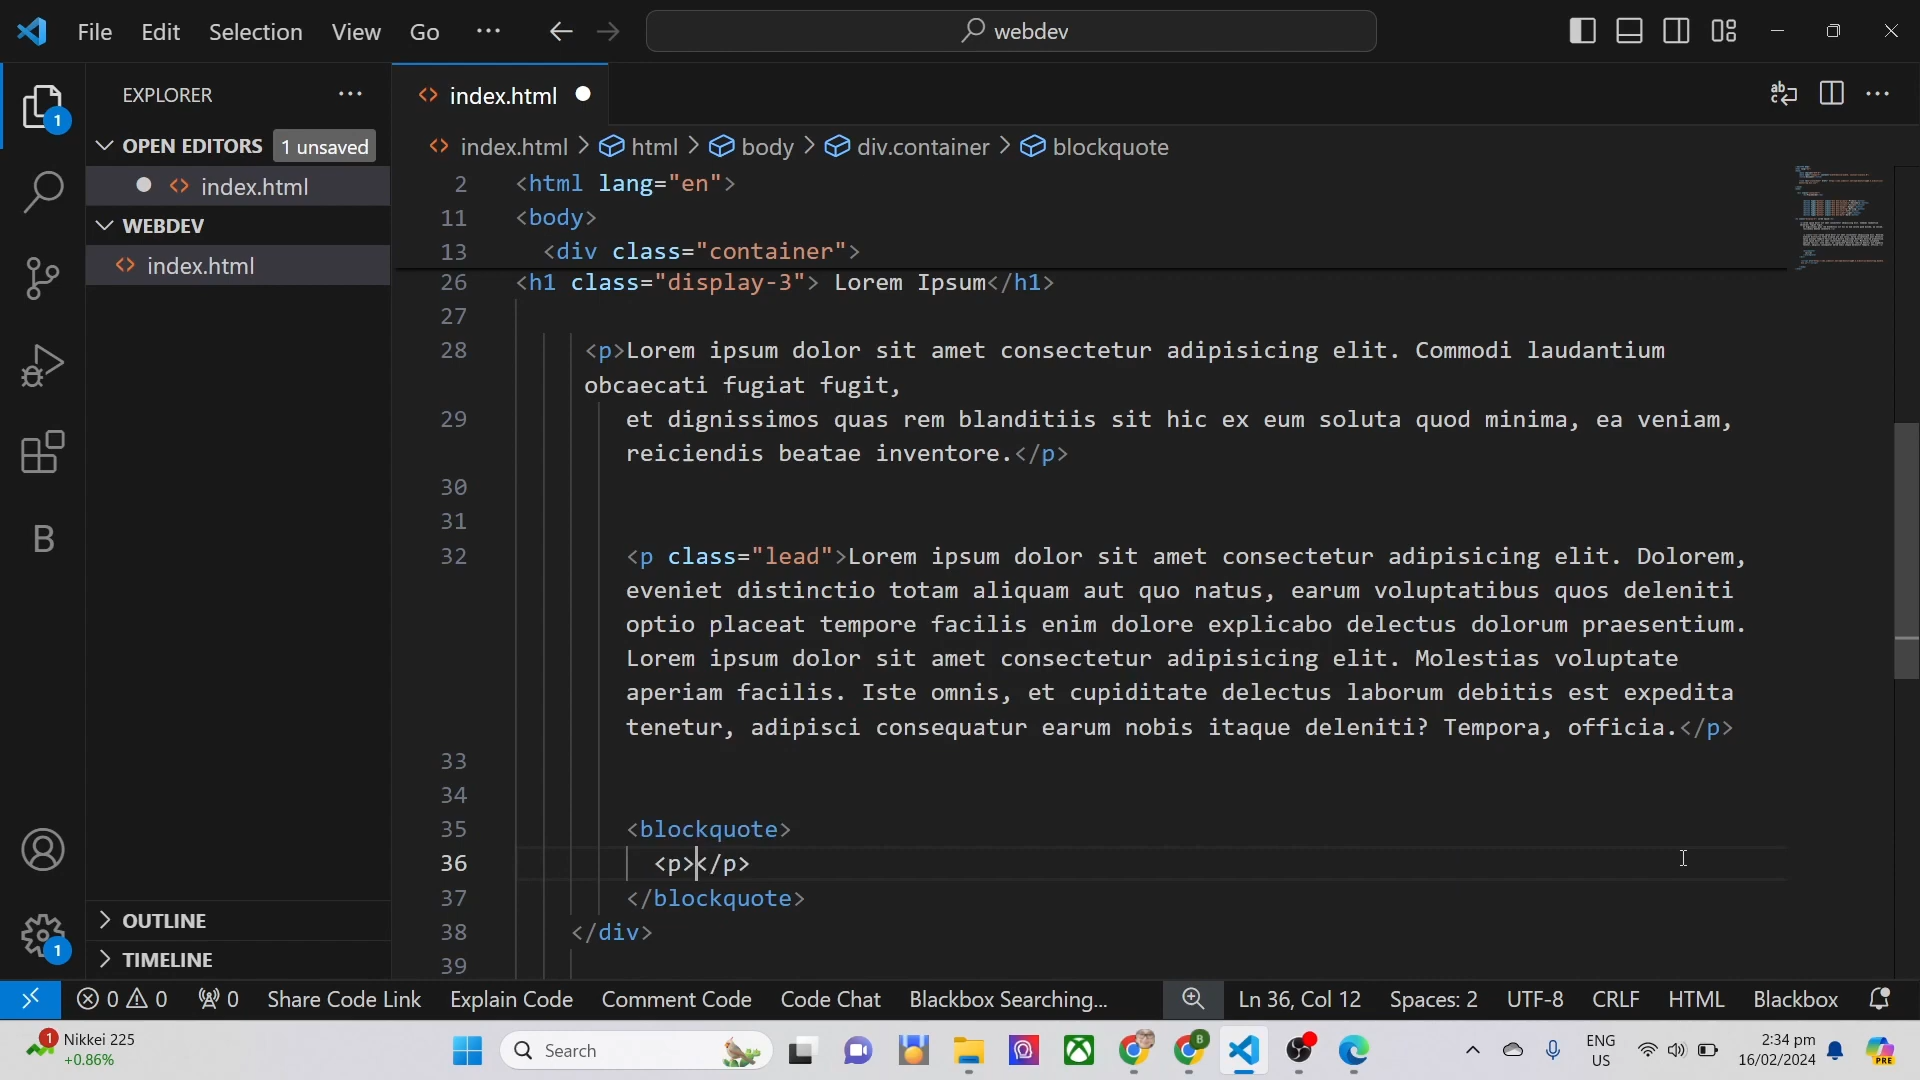 File Edit Selection View Go ··· webdev
EXPLORER
OPEN EDITORS 1 unsaved
index.html
WEBDEV
index.html
OUTLINE
TIMELINE
1
B
1
index.html
index.html > html > body > div.container > blockquote
2 <html lang="en">
11 <body>
13 <div class="container">
26 <h1 class="display-3"> Lorem Ipsum</h1>
27
28 <p>Lorem ipsum dolor sit amet consectetur adipisicing elit. Commodi laudantium
obcaecati fugiat fugit,
29 et dignissimos quas rem blanditiis sit hic ex eum soluta quod minima, ea veniam,
reiciendis beatae inventore.</p>
30
31
32 <p class="lead">Lorem ipsum dolor sit amet consectetur adipisicing elit. Dolorem,
eveniet distinctio totam aliquam aut quo natus, earum voluptatibus quos deleniti
optio placeat tempore facilis enim dolore explicabo delectus dolorum praesentium.
Lorem ipsum dolor sit amet consectetur adipisicing elit. Molestias voluptate
aperiam facilis. Iste omnis, et cupiditate delectus laborum debitis est expedita
tenetur, adipisci consequatur earum nobis itaque deleniti? Tempora, officia.</p>
33
34
35 <blockquote>
36 <p></p>
37 </blockquote>
38 </div>
39
0 0 0 Share Code Link Explain Code Comment Code Code Chat Blackbox Searching... Ln 36, Col 12 Spaces: 2 UTF-8 CRLF HTML Blackbox
1 Nikkei 225
+0.86%
Search
B
ENG
US
2:34 pm
16/02/2024
PRE